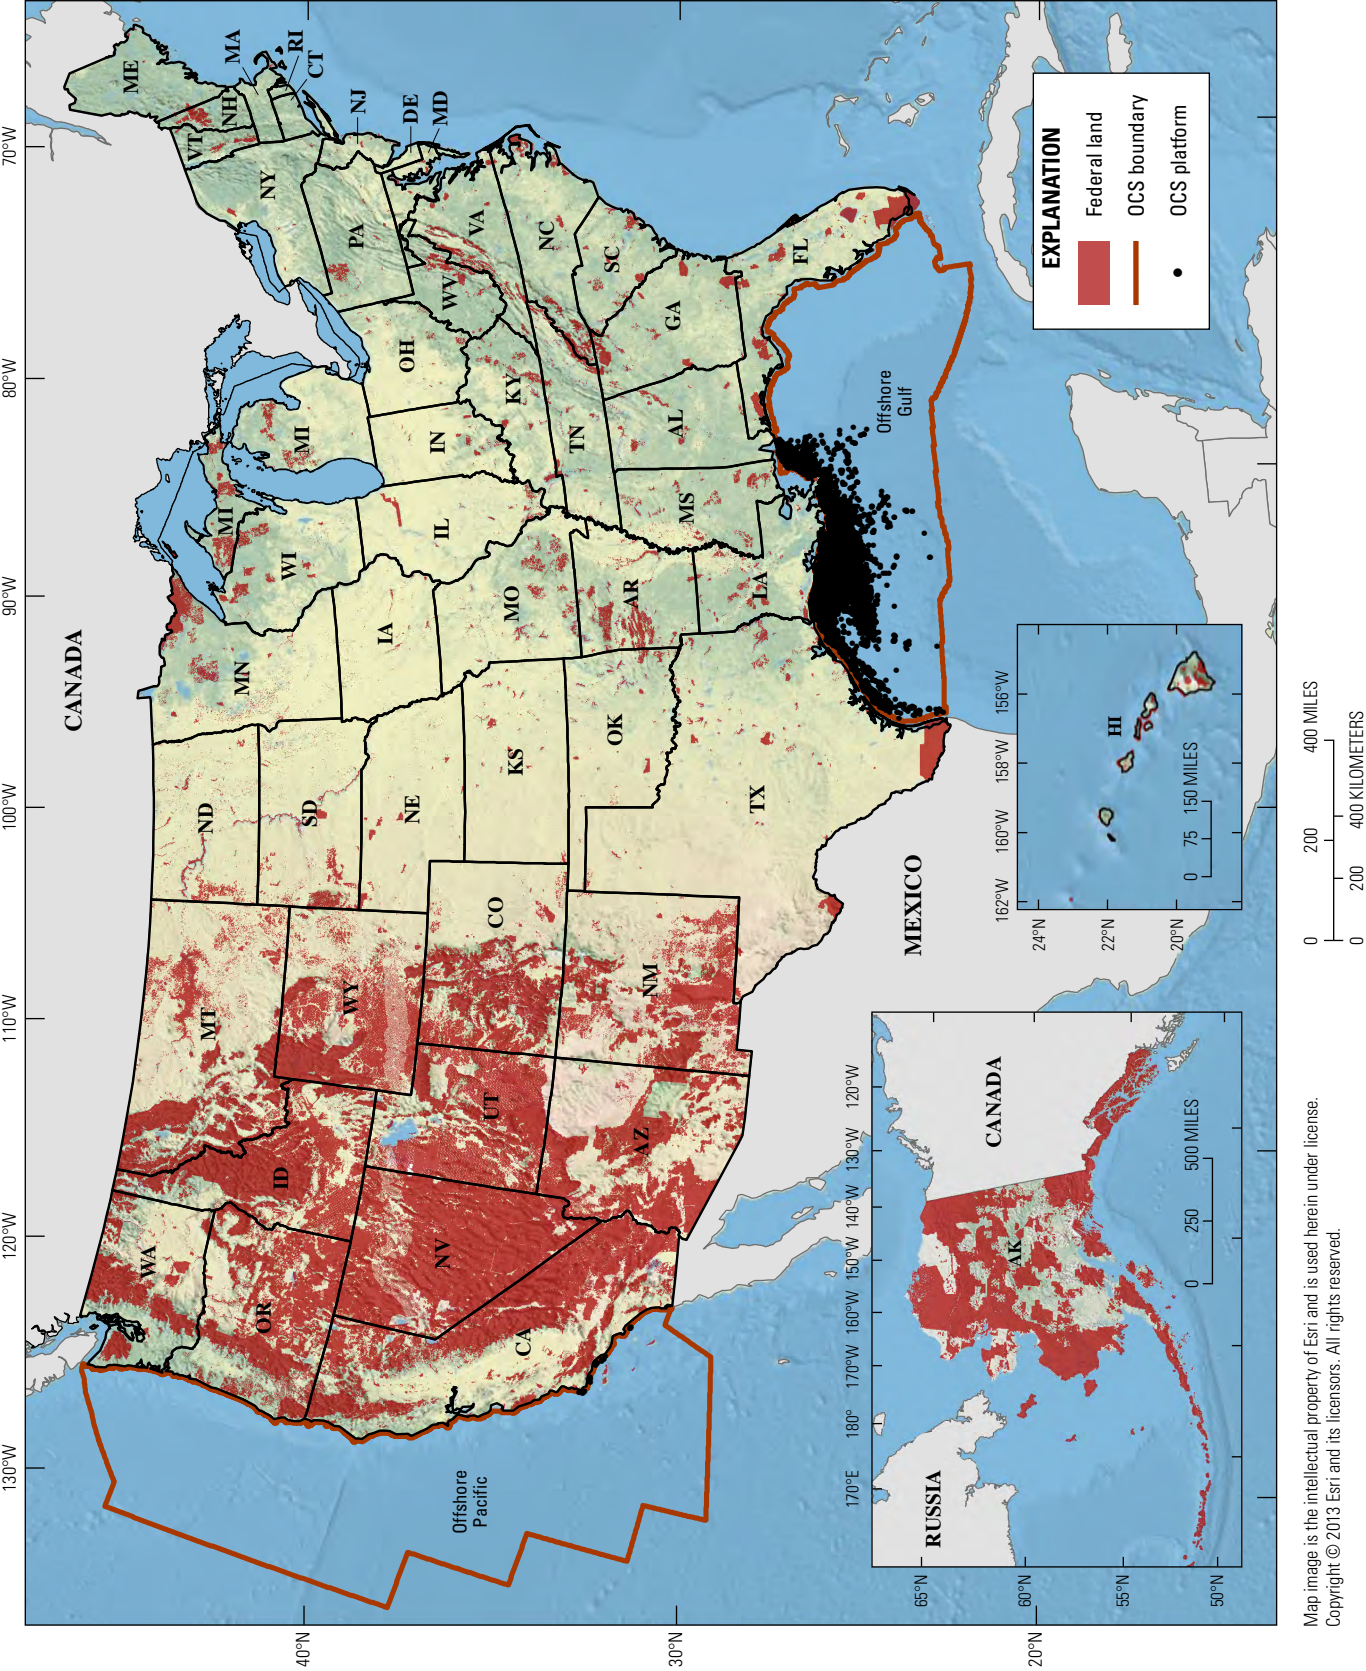 130°W
120°W
110°W
100°W
90°W
80°W
70°W
CANADA
WA
OR
CA
NV
ID
MT
WY
UT
AZ
CO
NM
ND
SD
NE
KS
OK
TX
MN
IA
MO
AR
LA
WI
IL
MI
MI
IN
OH
KY
TN
MS
AL
GA
FL
SC
NC
VA
WV
PA
NY
VT
NH
ME
MA
RI
CT
NJ
DE
MD
40°N
30°N
20°N
Offshore
Pacific
Offshore
Gulf
MEXICO
170°E
180°
170°W
160°W
150°W
140°W
130°W
120°W
65°N
60°N
55°N
50°N
RUSSIA
AK
CANADA
0
250
500 MILES
162°W
160°W
158°W
156°W
24°N
22°N
20°N
HI
0
75
150 MILES
EXPLANATION
Federal land
OCS boundary
OCS platform
0
200
400 MILES
0
200
400 KILOMETERS
Map image is the intellectual property of Esri and is used herein under license.
Copyright © 2013 Esri and its licensors. All rights reserved.